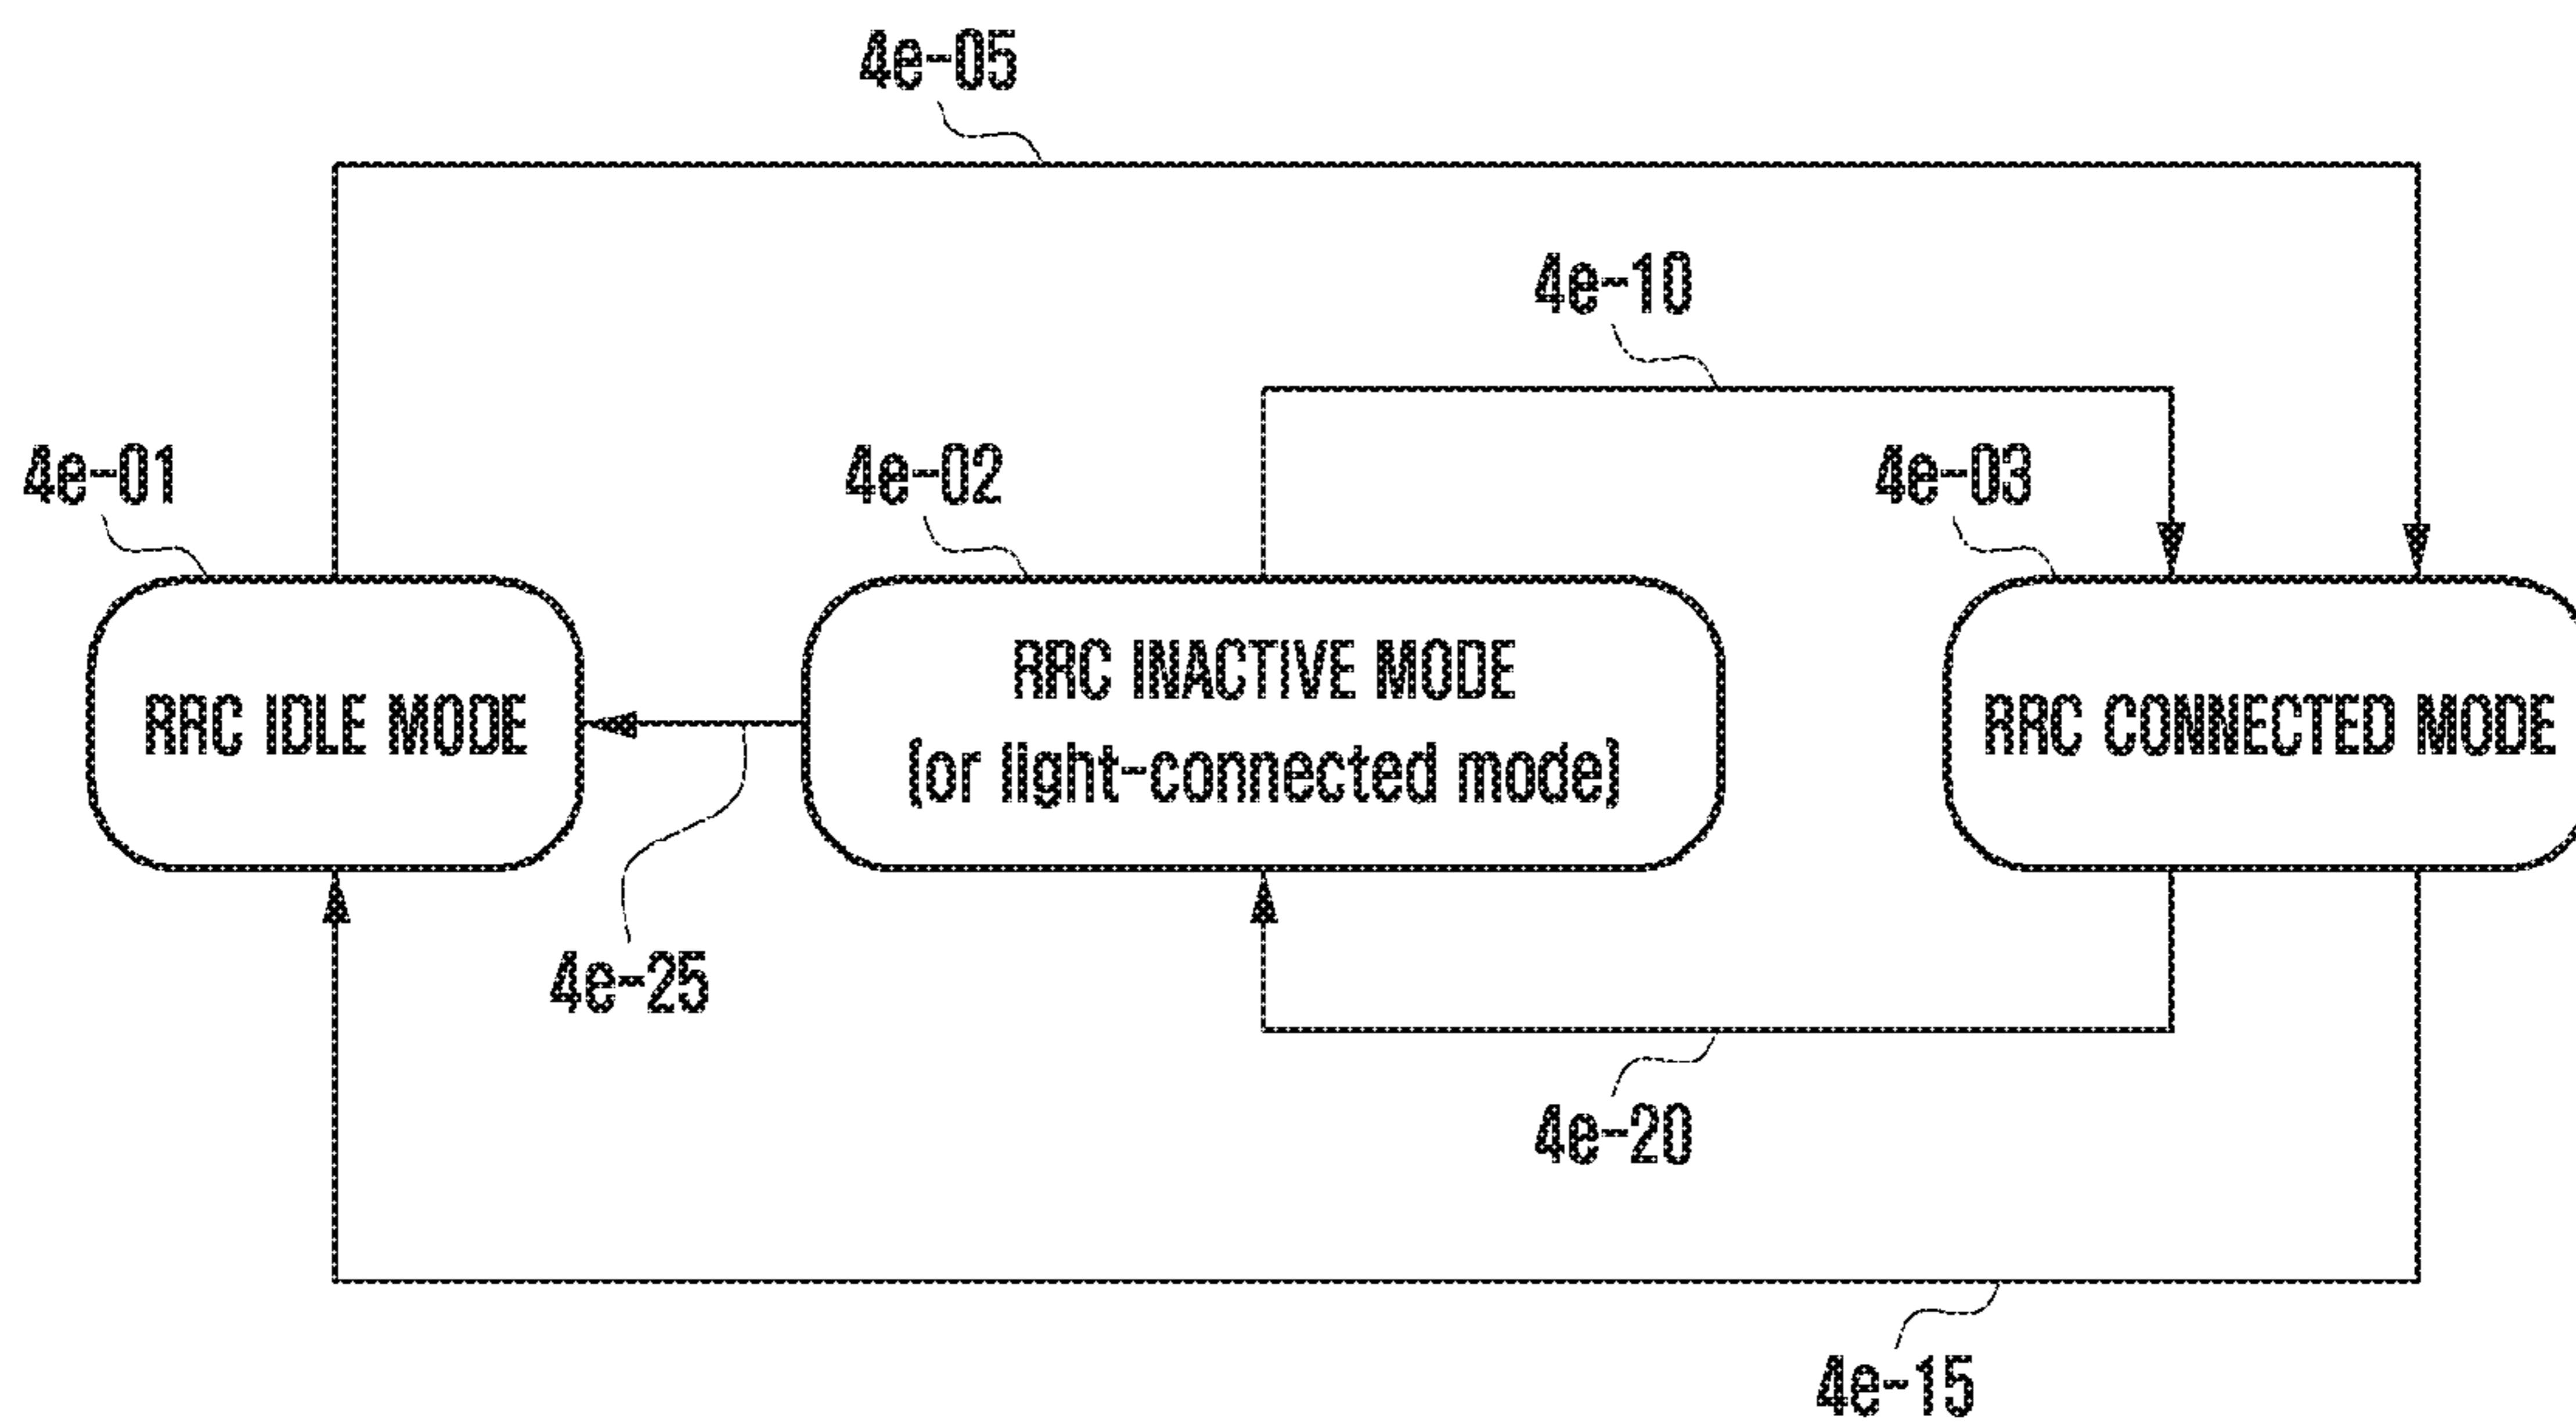 4e-05
4e-10
4e-01
4e-02
4e-03
RRC IDLE MODE
RRC INACTIVE MODE
(or light-connected mode)
RRC CONNECTED MODE
4e-25
4e-20
4e-15